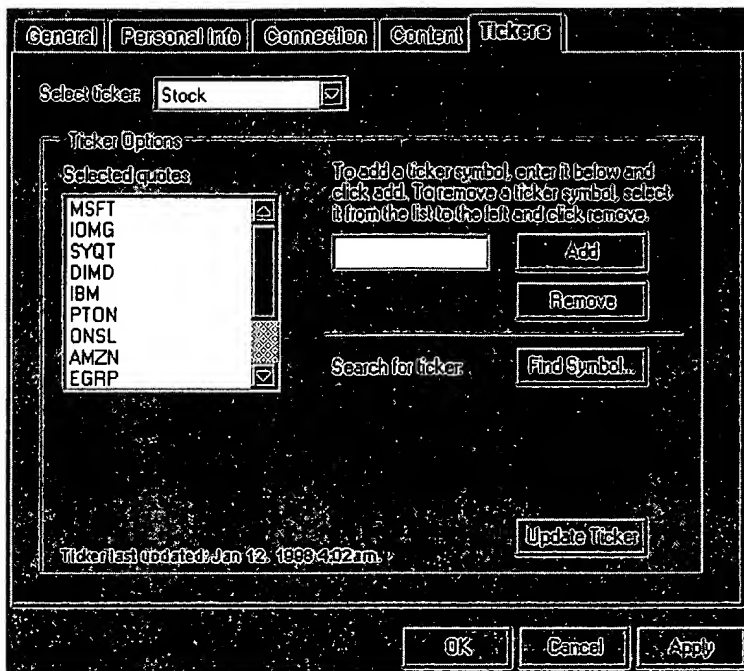 General Personal Info Connection Content Tickers
Select ticker: Stock
Ticker Options
Selected quotes
MSFT
IOMG
SYQT
DIMD
IBM
PTON
ONSL
AMZN
EGRP
To add a ticker symbol, enter it below and
click add. To remove a ticker symbol, select
it from the list to the left and click remove.
Add
Remove
Search for ticker:
Find Symbol...
Update Ticker
Ticker last updated: Jan 12, 1998 4:02am.
OK Cancel Apply